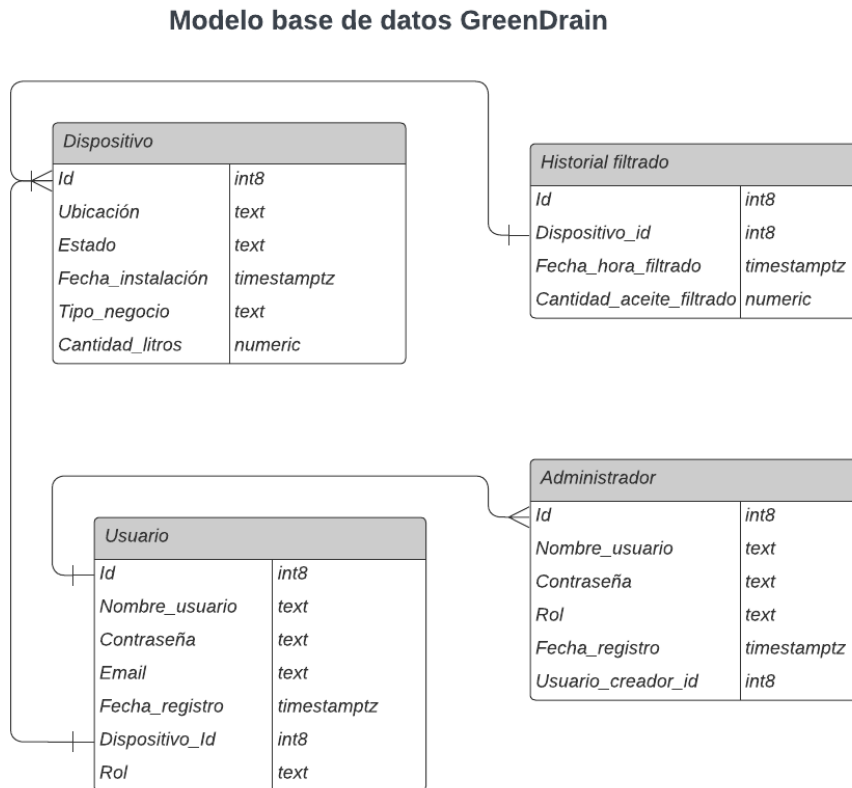 Modelo base de datos GreenDrain
Dispositivo
Id int8
Ubicación text
Estado text
Fecha_instalación timestamptz
Tipo_negocio text
Cantidad_litros numeric
Historial filtrado
Id int8
Dispositivo_id int8
Fecha_hora_filtrado timestamptz
Cantidad_aceite_filtrado numeric
Usuario
Id int8
Nombre_usuario text
Contraseña text
Email text
Fecha_registro timestamptz
Dispositivo_Id int8
Rol text
Administrador
Id int8
Nombre_usuario text
Contraseña text
Rol text
Fecha_registro timestamptz
Usuario_creador_id int8